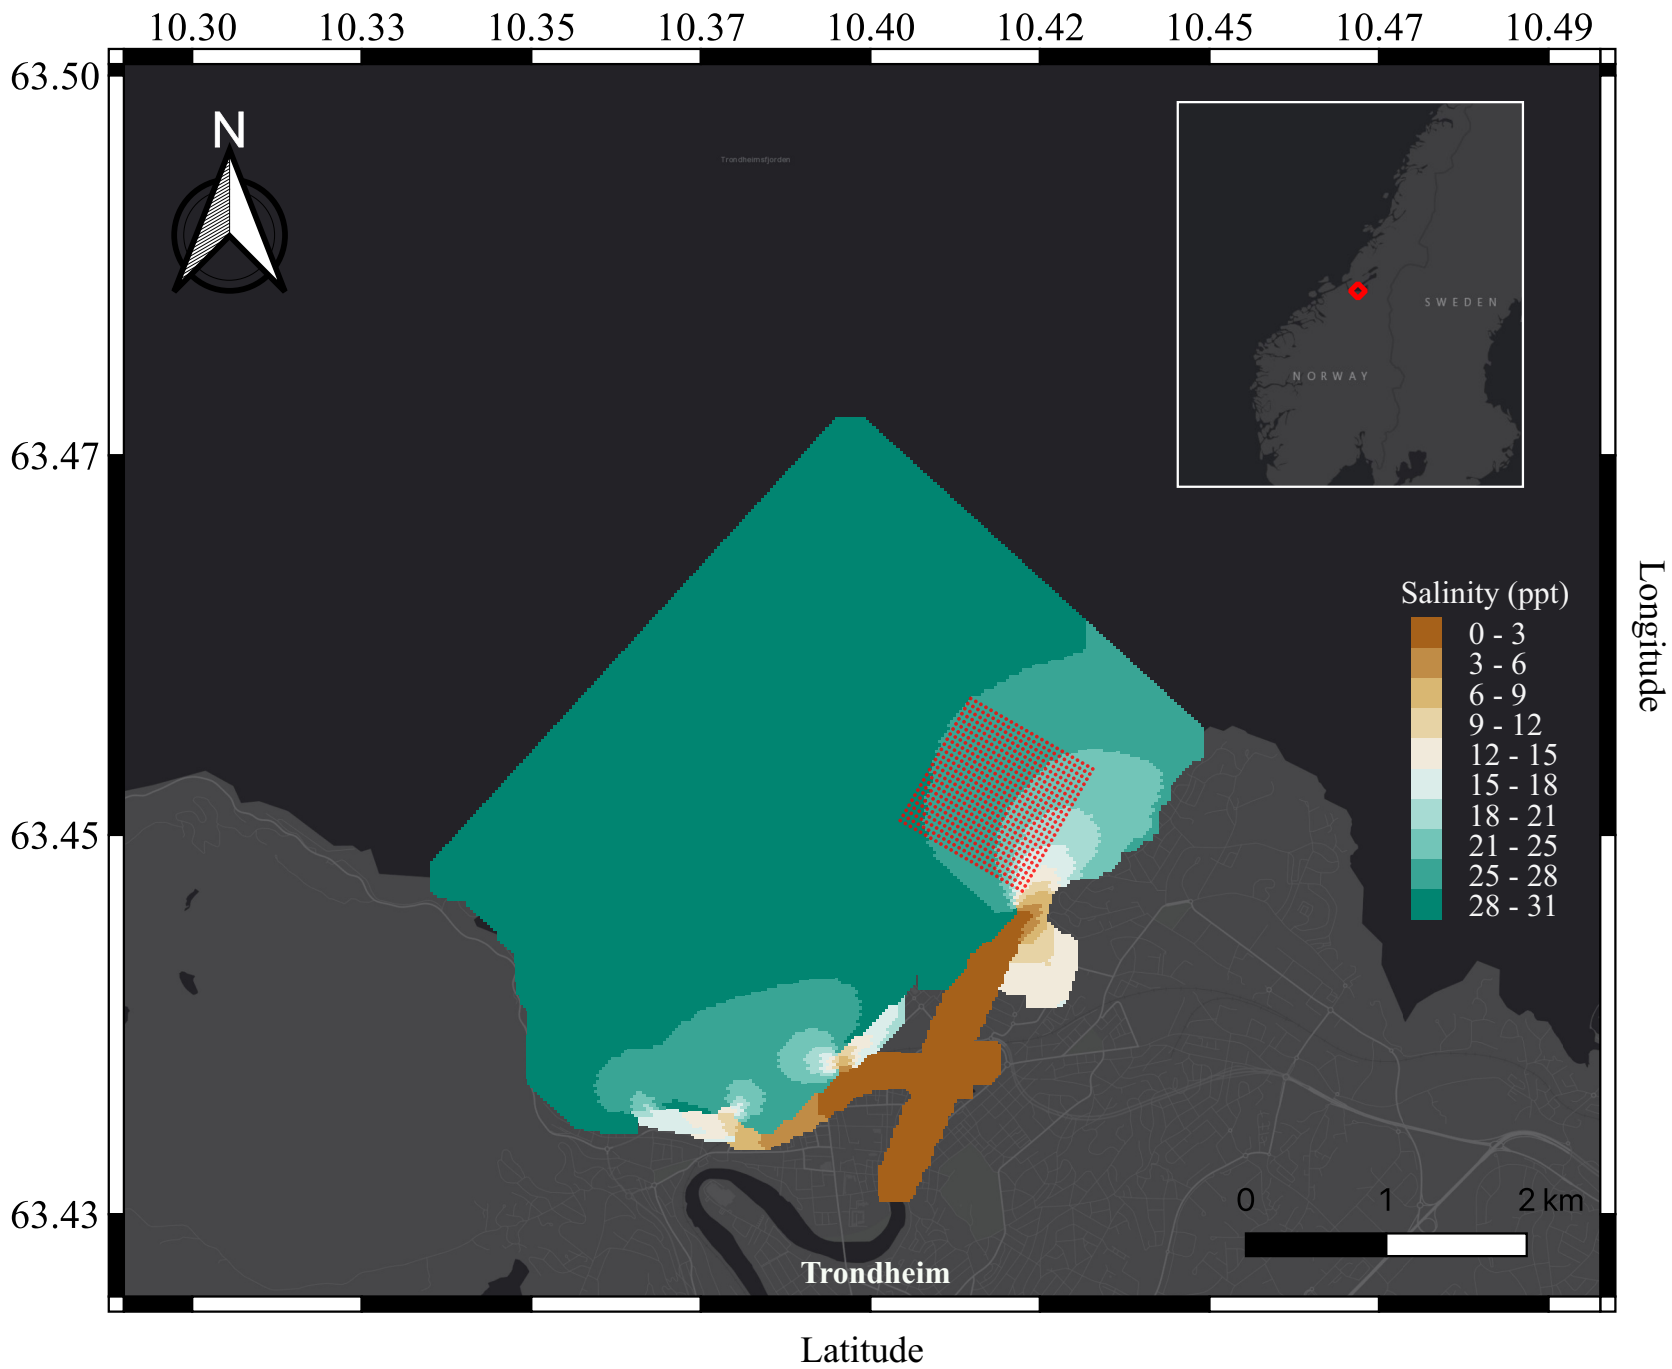 10.30 10.33 10.35 10.37 10.40 10.42 10.45 10.47 10.49
63.50
N
Trondheimsfjorden
SWEDEN
NORWAY
63.47
Longitude
Salinity (ppt)
0 - 3
3 - 6
6 - 9
9 - 12
12 - 15
15 - 18
18 - 21
21 - 25
25 - 28
28 - 31
63.45
63.43
0 1 2 km
Trondheim
Latitude